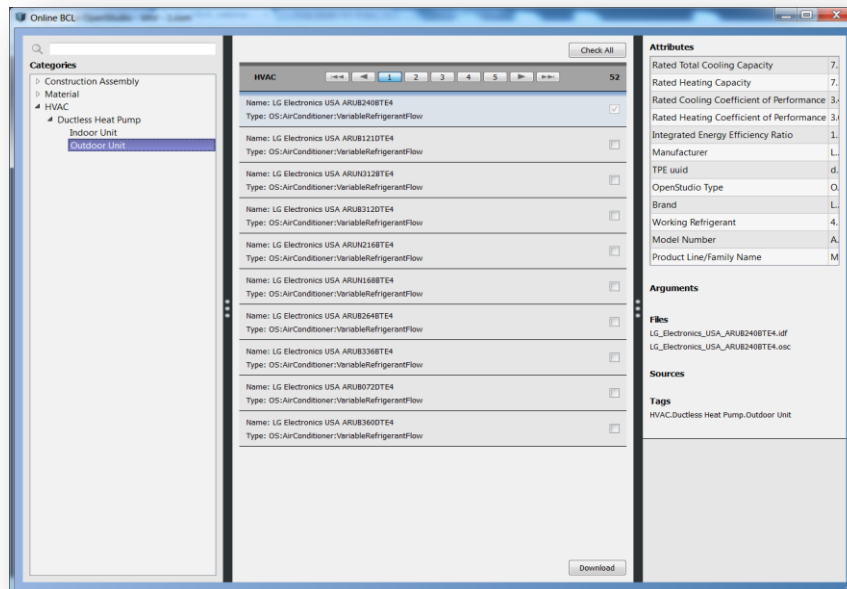 Online BCL
Categories
Construction Assembly
Material
HVAC
Ductless Heat Pump
Indoor Unit
Outdoor Unit
Check All
HVAC 1 2 3 4 5 52
Name: LG Electronics USA ARUB240BTE4
Type: OS:AirConditioner:VariableRefrigerantFlow
Name: LG Electronics USA ARUB121DTE4
Type: OS:AirConditioner:VariableRefrigerantFlow
Name: LG Electronics USA ARUN312BTE4
Type: OS:AirConditioner:VariableRefrigerantFlow
Name: LG Electronics USA ARUB312DTE4
Type: OS:AirConditioner:VariableRefrigerantFlow
Name: LG Electronics USA ARUN216BTE4
Type: OS:AirConditioner:VariableRefrigerantFlow
Name: LG Electronics USA ARUN168BTE4
Type: OS:AirConditioner:VariableRefrigerantFlow
Name: LG Electronics USA ARUB264BTE4
Type: OS:AirConditioner:VariableRefrigerantFlow
Name: LG Electronics USA ARUB336BTE4
Type: OS:AirConditioner:VariableRefrigerantFlow
Name: LG Electronics USA ARUB072DTE4
Type: OS:AirConditioner:VariableRefrigerantFlow
Name: LG Electronics USA ARUB360DTE4
Type: OS:AirConditioner:VariableRefrigerantFlow
Download
Attributes
Rated Total Cooling Capacity 7.
Rated Heating Capacity 7.
Rated Cooling Coefficient of Performance 3.
Rated Heating Coefficient of Performance 3.
Integrated Energy Efficiency Ratio 1.
Manufacturer L.
TPE uuid d.
OpenStudio Type O.
Brand L.
Working Refrigerant 4.
Model Number A.
Product Line/Family Name M
Arguments
Files
LG_Electronics_USA_ARUB240BTE4.idf
LG_Electronics_USA_ARUB240BTE4.osc
Sources
Tags
HVAC.Ductless Heat Pump.Outdoor Unit